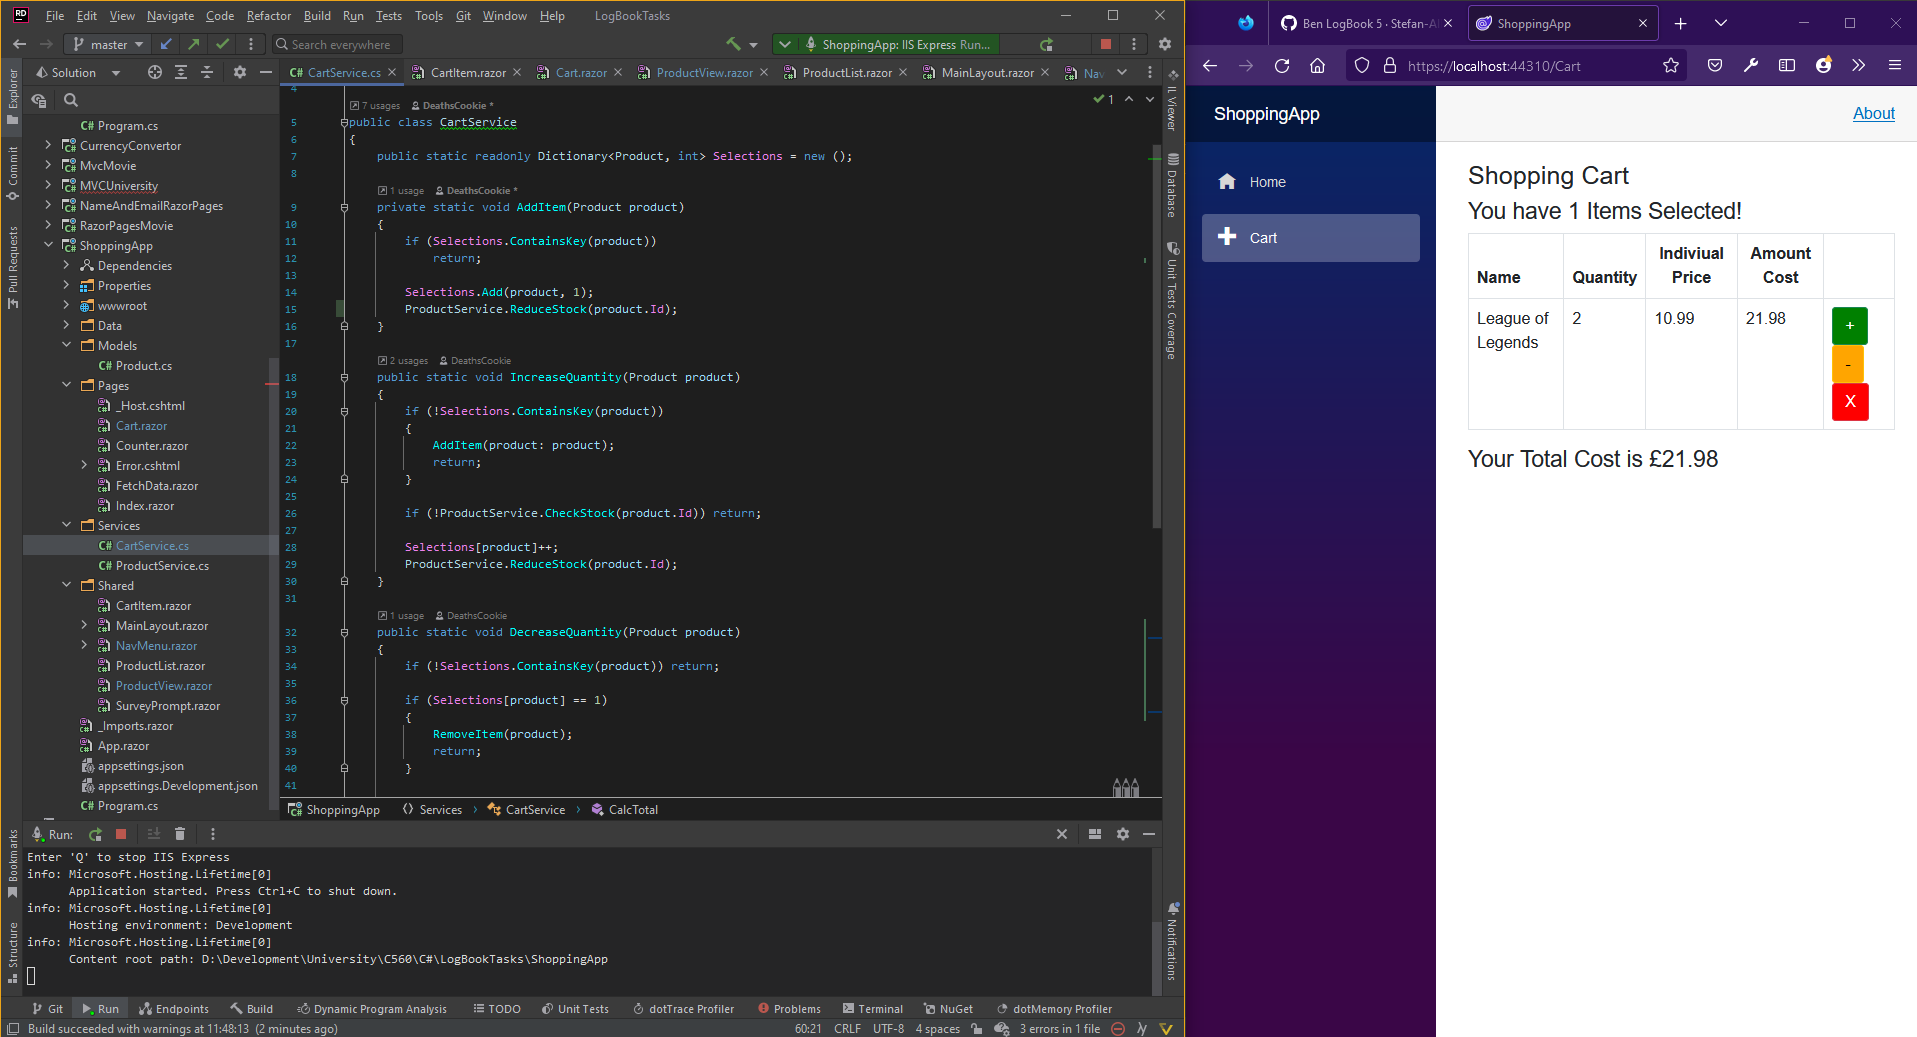 File Edit View Navigate Code Refactor Build Run Tests Tools Git Window Help LogBookTasks
master Search everywhere ShoppingApp: IIS Express Run...
Solution CartService.cs CartItem.razor Cart.razor ProductView.razor ProductList.razor MainLayout.razor Nav
Explorer
Commit
Pull Requests
Bookmarks
Structure
Program.cs
CurrencyConvertor
MvcMovie
MVCUniversity
NameAndEmailRazorPages
RazorPagesMovie
ShoppingApp
Dependencies
Properties
wwwroot
Data
Models
Product.cs
Pages
_Host.cshtml
Cart.razor
Counter.razor
Error.cshtml
FetchData.razor
Index.razor
Services
CartService.cs
ProductService.cs
Shared
CartItem.razor
MainLayout.razor
NavMenu.razor
ProductList.razor
ProductView.razor
SurveyPrompt.razor
_Imports.razor
App.razor
appsettings.json
appsettings.Development.json
Program.cs
4
7 usages DeathsCookie *
1
5 public class CartService
6 {
7 public static readonly Dictionary<Product, int> Selections = new ();
8
1 usage DeathsCookie *
9 private static void AddItem(Product product)
10 {
11 if (Selections.ContainsKey(product))
12 return;
13
14 Selections.Add(product, 1);
15 ProductService.ReduceStock(product.Id);
16 }
17
2 usages DeathsCookie
18 public static void IncreaseQuantity(Product product)
19 {
20 if (!Selections.ContainsKey(product))
21 {
22 AddItem(product: product);
23 return;
24 }
25
26 if (!ProductService.CheckStock(product.Id)) return;
27
28 Selections[product]++;
29 ProductService.ReduceStock(product.Id);
30 }
31
1 usage DeathsCookie
32 public static void DecreaseQuantity(Product product)
33 {
34 if (!Selections.ContainsKey(product)) return;
35
36 if (Selections[product] == 1)
37 {
38 RemoveItem(product);
39 return;
40 }
41
ShoppingApp Services CartService CalcTotal
IL Viewer
Database
Unit Tests Coverage
Notifications
Run:
Enter 'Q' to stop IIS Express
info: Microsoft.Hosting.Lifetime[0]
Application started. Press Ctrl+C to shut down.
info: Microsoft.Hosting.Lifetime[0]
Hosting environment: Development
info: Microsoft.Hosting.Lifetime[0]
Content root path: D:\Development\University\C560\C#\LogBookTasks\ShoppingApp
Git Run Endpoints Build Dynamic Program Analysis TODO Unit Tests dotTrace Profiler Problems Terminal NuGet dotMemory Profiler
Build succeeded with warnings at 11:48:13 (2 minutes ago) 60:21 CRLF UTF-8 4 spaces 3 errors in 1 file
Ben LogBook 5 · Stefan-Al ShoppingApp
https://localhost:44310/Cart
ShoppingApp
Home
Cart
About
Shopping Cart
You have 1 Items Selected!
Name Quantity Indiviual Price Amount Cost
League of Legends 2 10.99 21.98
+
-
X
Your Total Cost is £21.98